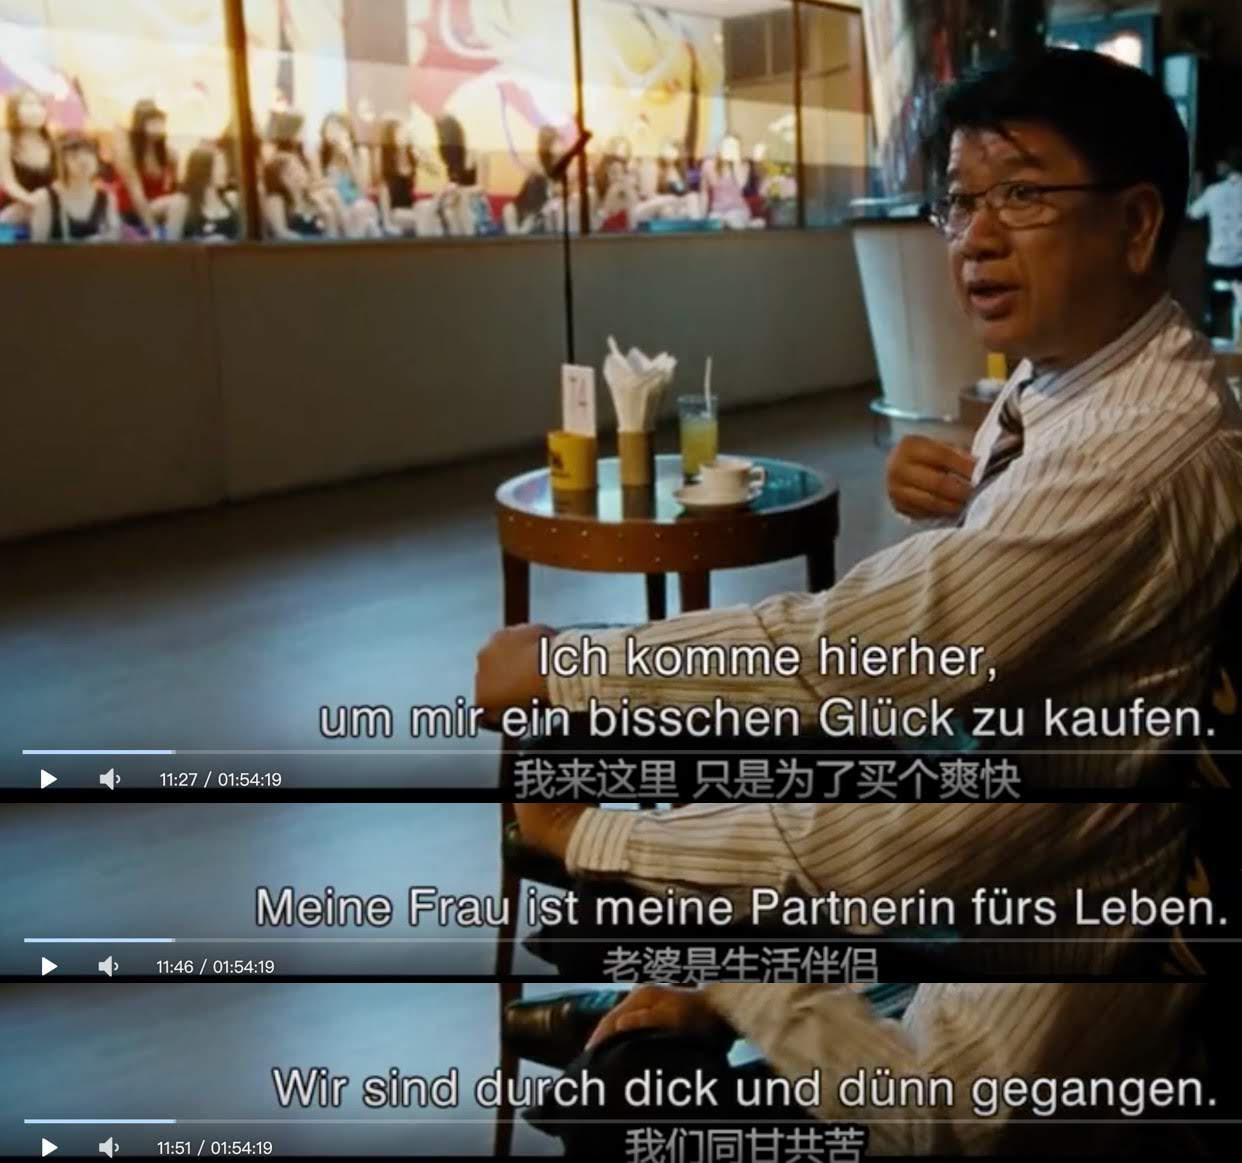 Ich komme hierher,
um mir ein bisschen Glück zu kaufen.
11:27 / 01:54:19
我来这里 只是为了买个爽快
Meine Frau ist meine Partnerin fürs Leben.
11:46 / 01:54:19
老婆是生活伴侣
Wir sind durch dick und dünn gegangen.
11:51 / 01:54:19
我们同甘共苦